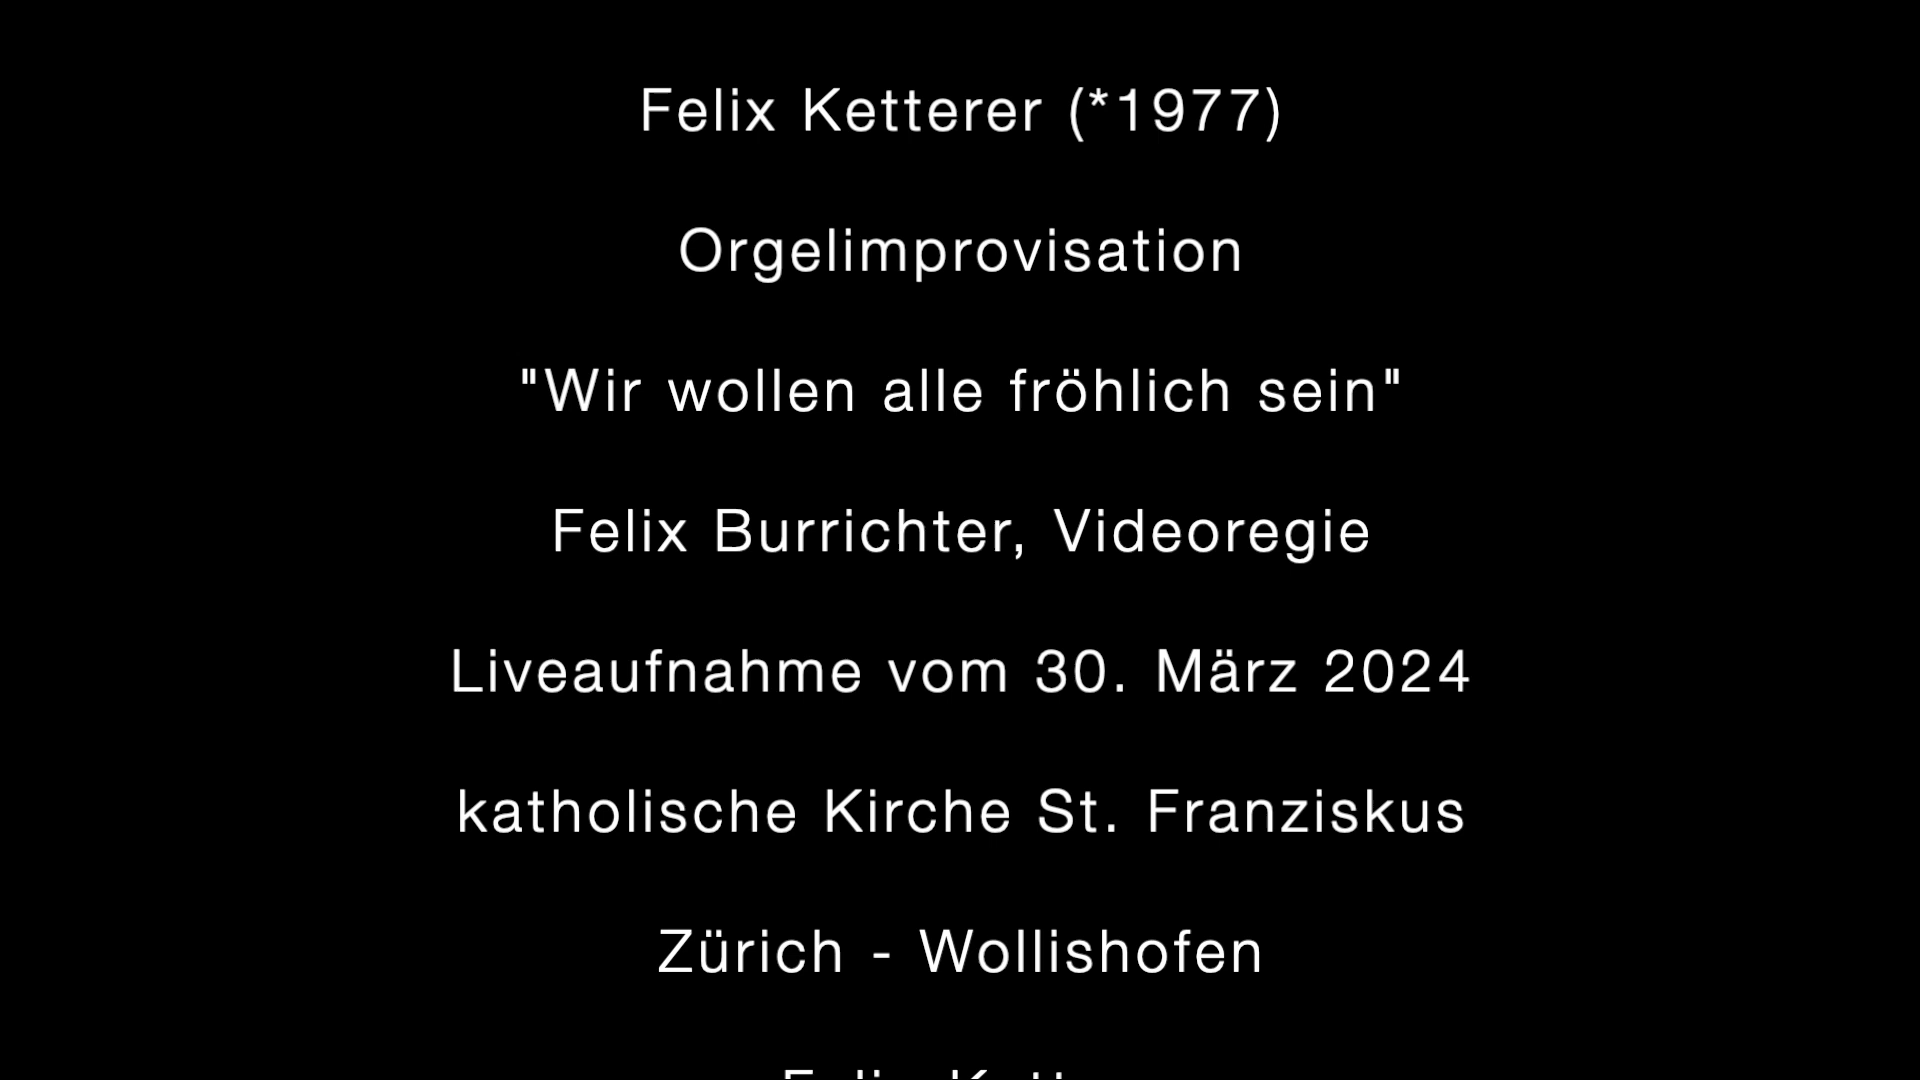 Felix Ketterer (*1977)
Orgelimprovisation
"Wir wollen alle fröhlich sein"
Felix Burrichter, Videoregie
Liveaufnahme vom 30. März 2024
katholische Kirche St. Franziskus
Zürich - Wollishofen